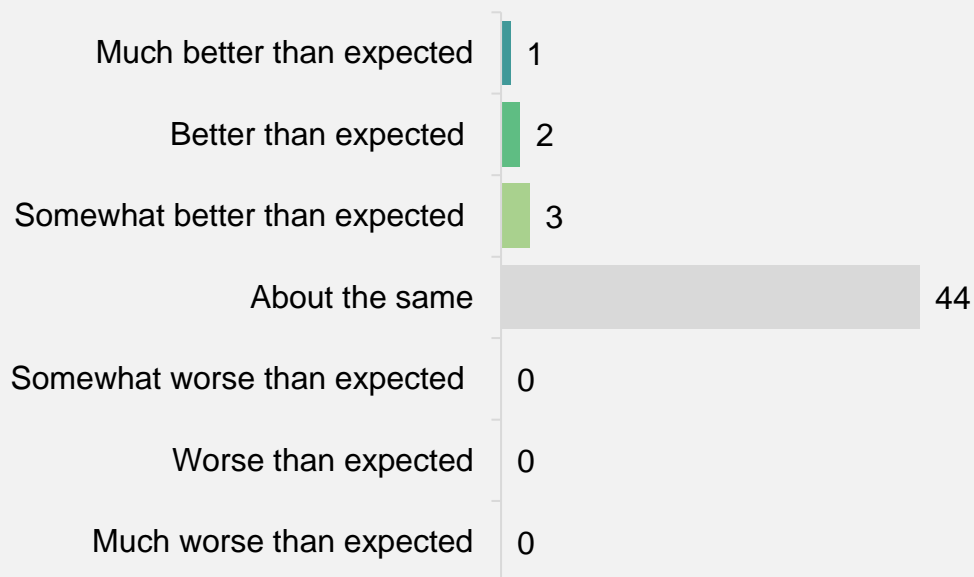 Much better than expected 1
Better than expected 2
Somewhat better than expected 3
About the same 44
Somewhat worse than expected 0
Worse than expected 0
Much worse than expected 0